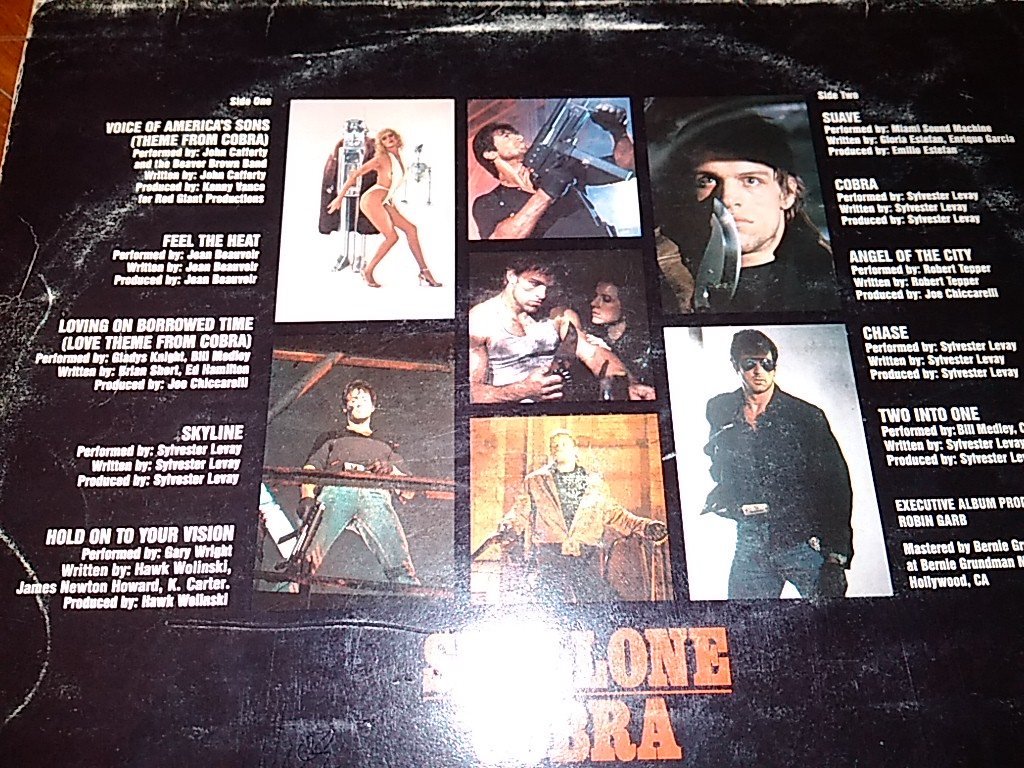 Side One
VOICE OF AMERICA'S SONS
(THEME FROM COBRA)
Performed by: John Cafferty
and the Beaver Brown Band
Written by: John Cafferty
Produced by: Kenny Vance
for Red Giant Productions
FEEL THE HEAT
Performed by: Jean Beauvoir
Written by: Jean Beauvoir
Produced by: Jean Beauvoir
LOVING ON BORROWED TIME
(LOVE THEME FROM COBRA)
Performed by: Gladys Knight, Bill Medley
Written by: Brian Short, Ed Hamilton
Produced by: Joe Chiccarelli
SKYLINE
Performed by: Sylvester Levay
Written by: Sylvester Levay
Produced by: Sylvester Levay
HOLD ON TO YOUR VISION
Performed by: Gary Wright
Written by: Hawk Wolinski,
James Newton Howard, K. Carter.
Produced by: Hawk Wolinski
Side Two
SUAVE
Performed by: Miami Sound Machine
Written by: Gloria Estefan, Enrique Garcia
Produced by: Emilio Estefan
COBRA
Performed by: Sylvester Levay
Written by: Sylvester Levay
Produced by: Sylvester Levay
ANGEL OF THE CITY
Performed by: Robert Tepper
Written by: Robert Tepper
Produced by: Joe Chiccarelli
CHASE
Performed by: Sylvester Levay
Written by: Sylvester Levay
Produced by: Sylvester Levay
TWO INTO ONE
Performed by: Bill Medley, C
Written by: Sylvester Levay
Produced by: Sylvester Le
EXECUTIVE ALBUM PROD
ROBIN GARB
Mastered by Bernie Gr
at Bernie Grundman M
Hollywood, CA